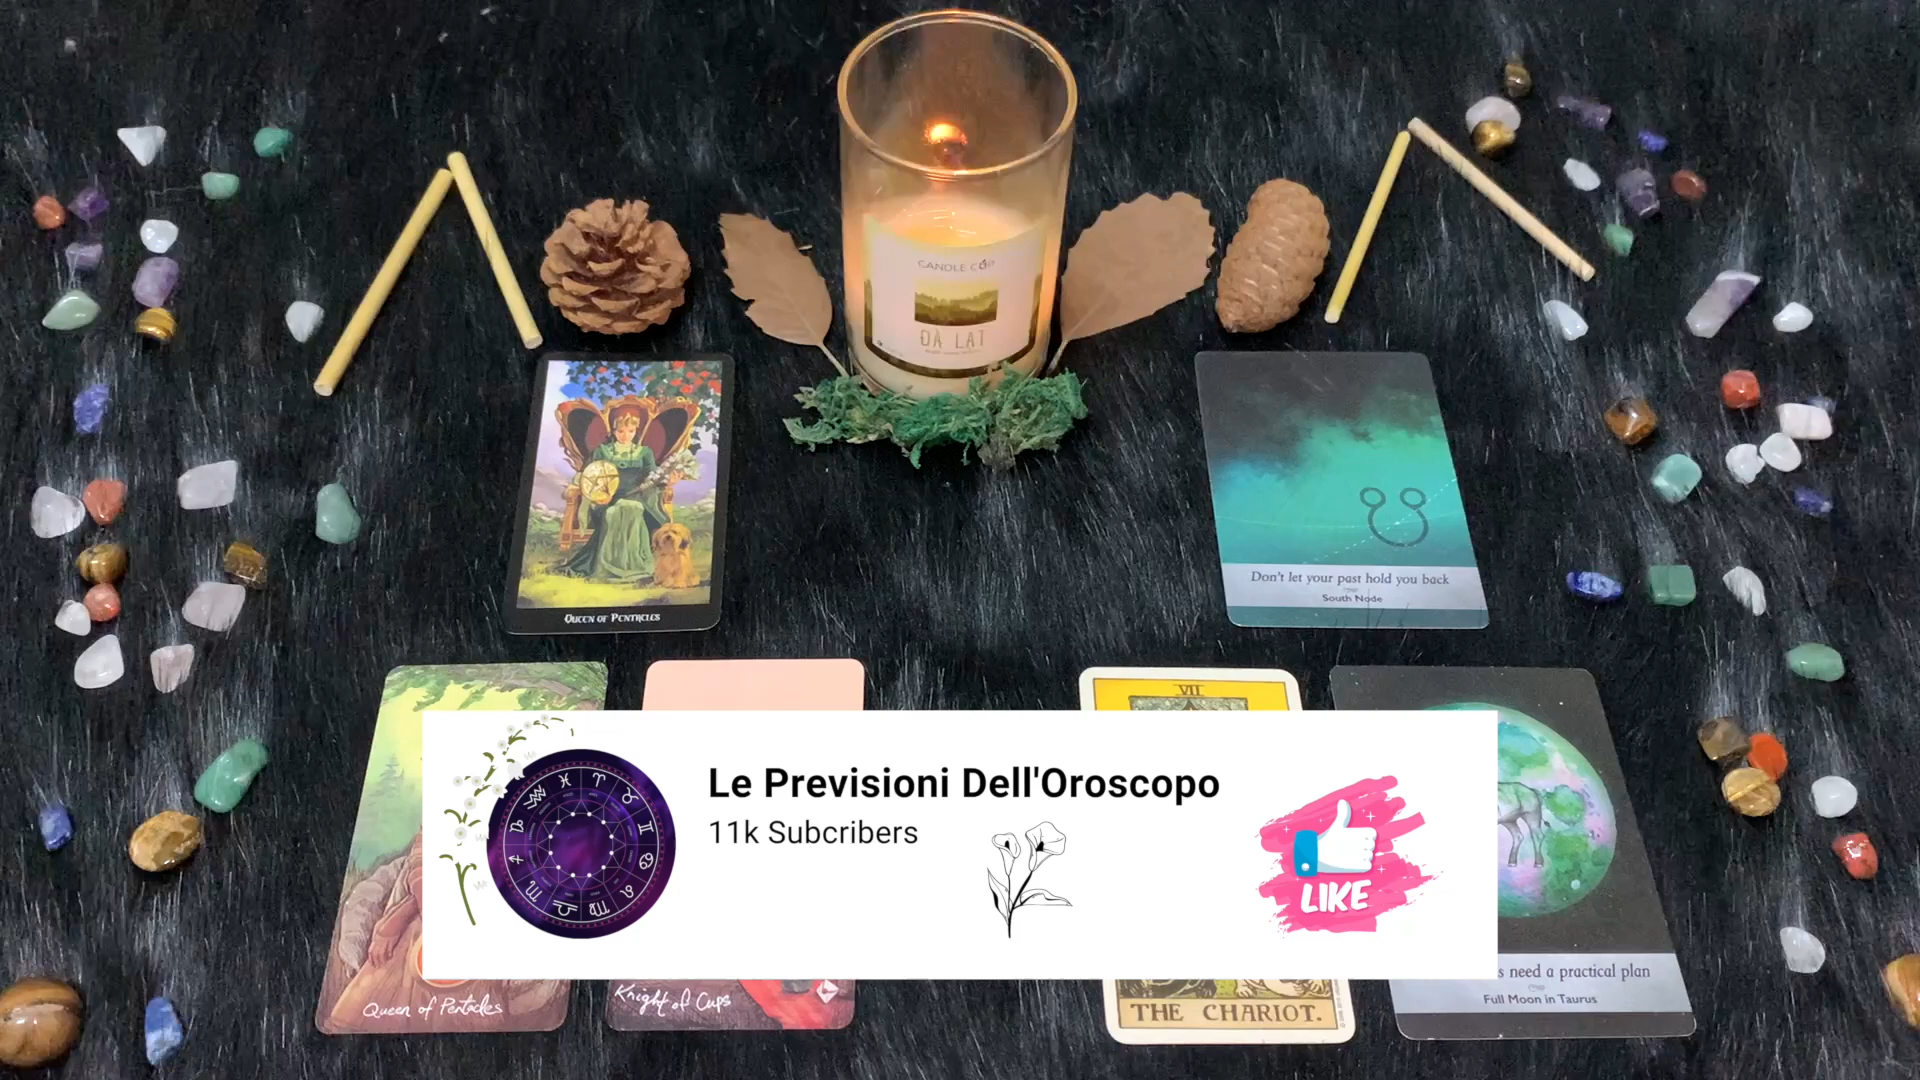 CANDLE CUP
ĐÀ LẠT
QUEEN OF PENTACLES
Don't let your past hold you back
South Node
VII
Le Previsioni Dell'Oroscopo
11k Subcribers
LIKE
Queen of Pentacles
Knight of Cups
THE CHARIOT.
s need a practical plan
Full Moon in Taurus